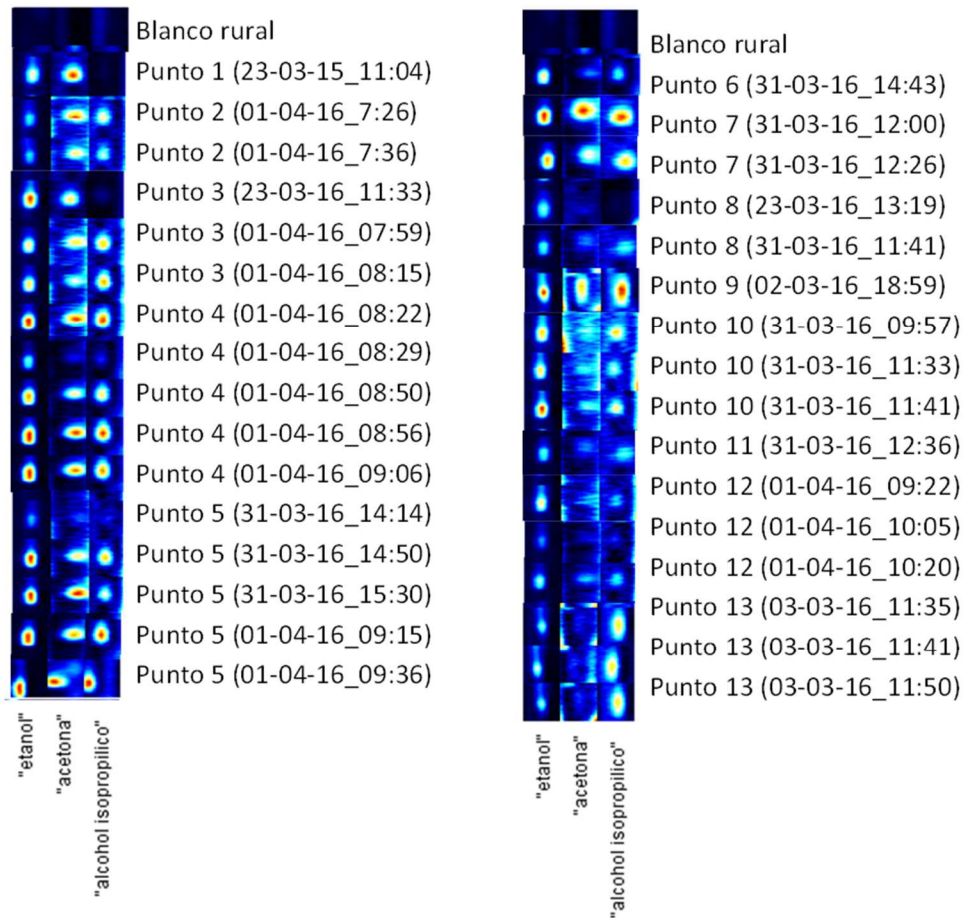 Blanco rural
Punto 1 (23-03-15_11:04)
Punto 2 (01-04-16_7:26)
Punto 2 (01-04-16_7:36)
Punto 3 (23-03-16_11:33)
Punto 3 (01-04-16_07:59)
Punto 3 (01-04-16_08:15)
Punto 4 (01-04-16_08:22)
Punto 4 (01-04-16_08:29)
Punto 4 (01-04-16_08:50)
Punto 4 (01-04-16_08:56)
Punto 4 (01-04-16_09:06)
Punto 5 (31-03-16_14:14)
Punto 5 (31-03-16_14:50)
Punto 5 (31-03-16_15:30)
Punto 5 (01-04-16_09:15)
Punto 5 (01-04-16_09:36)
"etanol"
"acetona"
"alcohol isopropilico"
Blanco rural
Punto 6 (31-03-16_14:43)
Punto 7 (31-03-16_12:00)
Punto 7 (31-03-16_12:26)
Punto 8 (23-03-16_13:19)
Punto 8 (31-03-16_11:41)
Punto 9 (02-03-16_18:59)
Punto 10 (31-03-16_09:57)
Punto 10 (31-03-16_11:33)
Punto 10 (31-03-16_11:41)
Punto 11 (31-03-16_12:36)
Punto 12 (01-04-16_09:22)
Punto 12 (01-04-16_10:05)
Punto 12 (01-04-16_10:20)
Punto 13 (03-03-16_11:35)
Punto 13 (03-03-16_11:41)
Punto 13 (03-03-16_11:50)
"etanol"
"acetona"
"alcohol isopropilico"